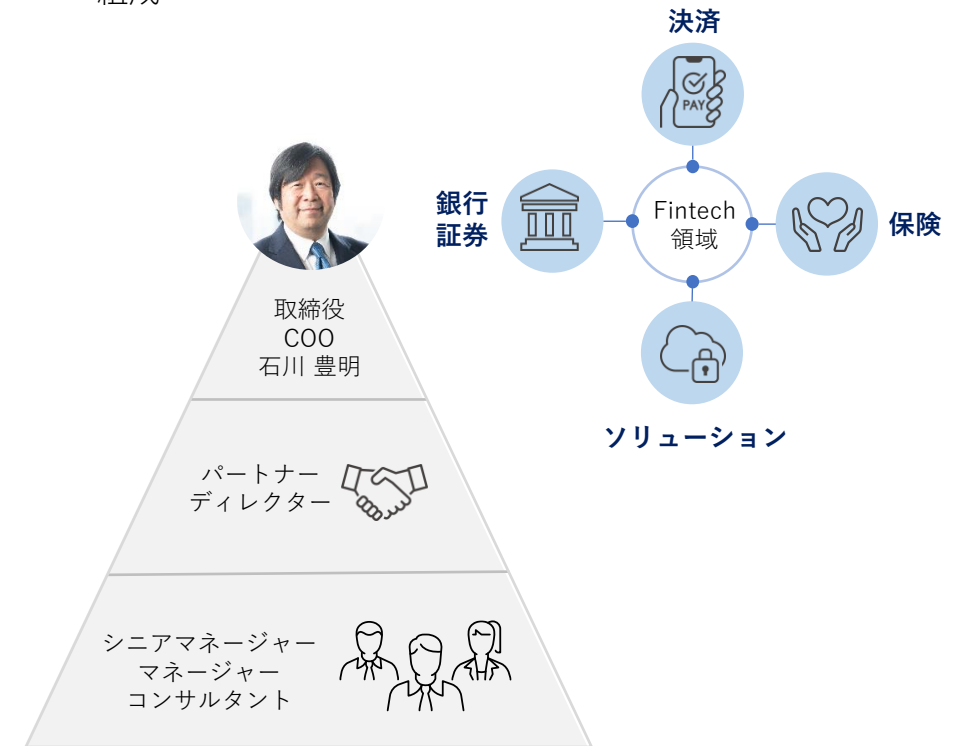 組成
決済
PAY
銀行
証券
Fintech
領域
保険
ソリューション
取締役
COO
石川 豊明
パートナー
ディレクター
シニアマネージャー
マネージャー
コンサルタント